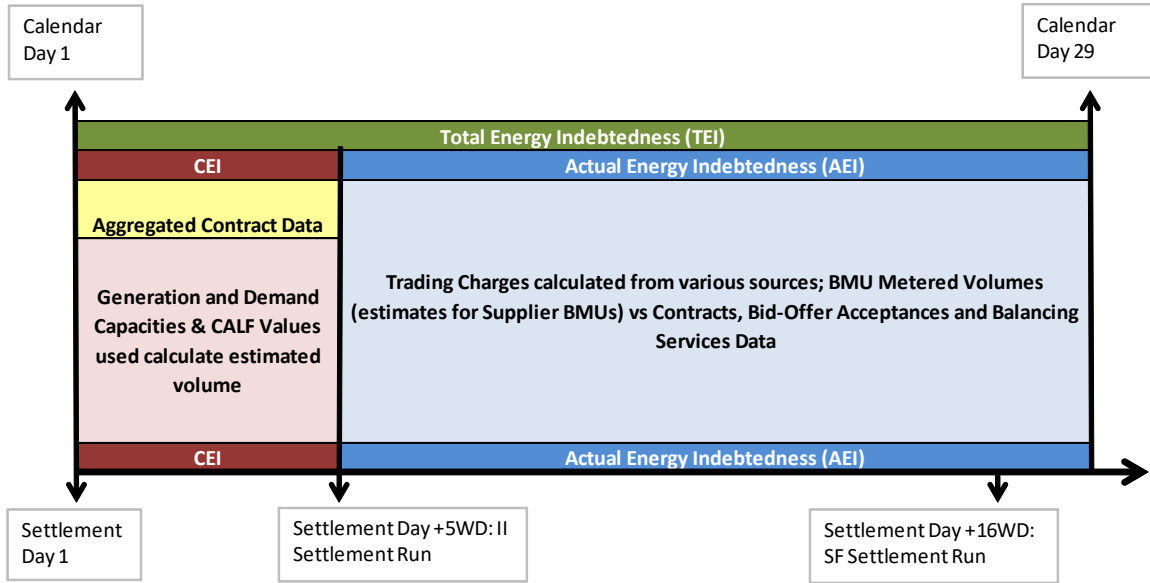 Calendar
Day 1
Calendar
Day 29
Total Energy Indebtedness (TEI)
CEI
Actual Energy Indebtedness (AEI)
Aggregated Contract Data
Generation and Demand
Capacities & CALF Values
used calculate estimated
volume
Trading Charges calculated from various sources; BMU Metered Volumes
(estimates for Supplier BMUs) vs Contracts, Bid-Offer Acceptances and Balancing
Services Data
CEI
Actual Energy Indebtedness (AEI)
Settlement
Day 1
Settlement Day +5WD: II
Settlement Run
Settlement Day +16WD:
SF Settlement Run